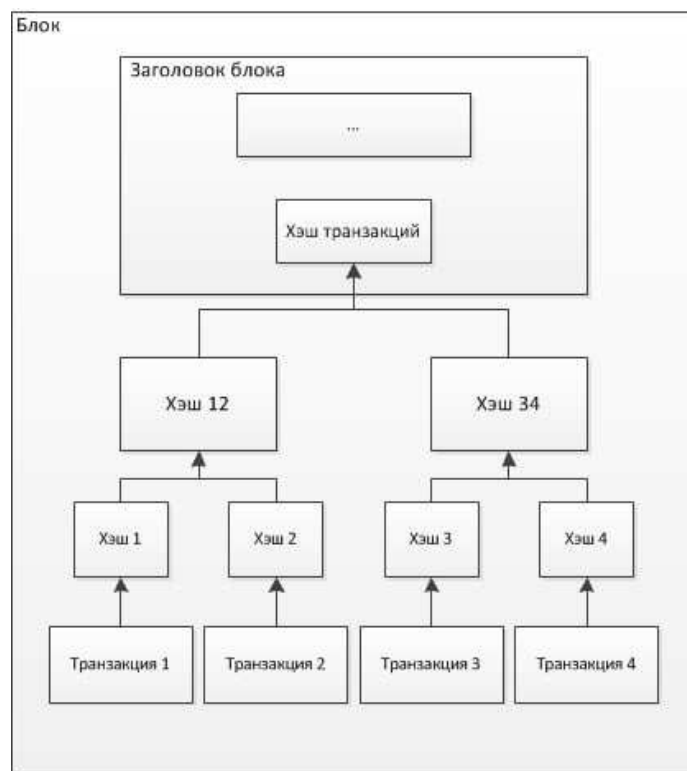 Блок
Заголовок блока
...
Хэш транзакций
Хэш 12
Хэш 34
Хэш 1
Хэш 2
Хэш 3
Хэш 4
Транзакция 1
Транзакция 2
Транзакция 3
Транзакция 4